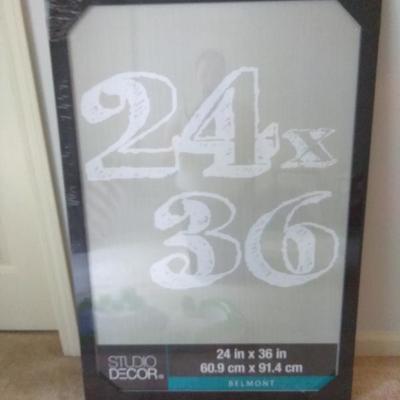 24x
36
STUDIO
DECOR®
24 in x 36 in
60.9 cm x 91.4 cm
BELMONT